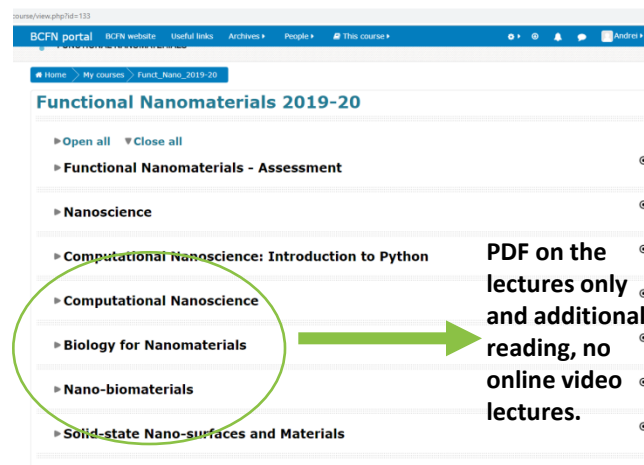 course/view.php?id=133
BCFN portal BCFN website Useful links Archives People This course Andrei
FUNCTIONAL NANOMATERIALS
Home My courses Funct_Nano_2019-20
Functional Nanomaterials 2019-20
Open all Close all
Functional Nanomaterials - Assessment
Nanoscience
Computational Nanoscience: Introduction to Python
Computational Nanoscience
Biology for Nanomaterials
Nano-biomaterials
Solid-state Nano-surfaces and Materials
PDF on the
lectures only
and additional
reading, no
online video
lectures.